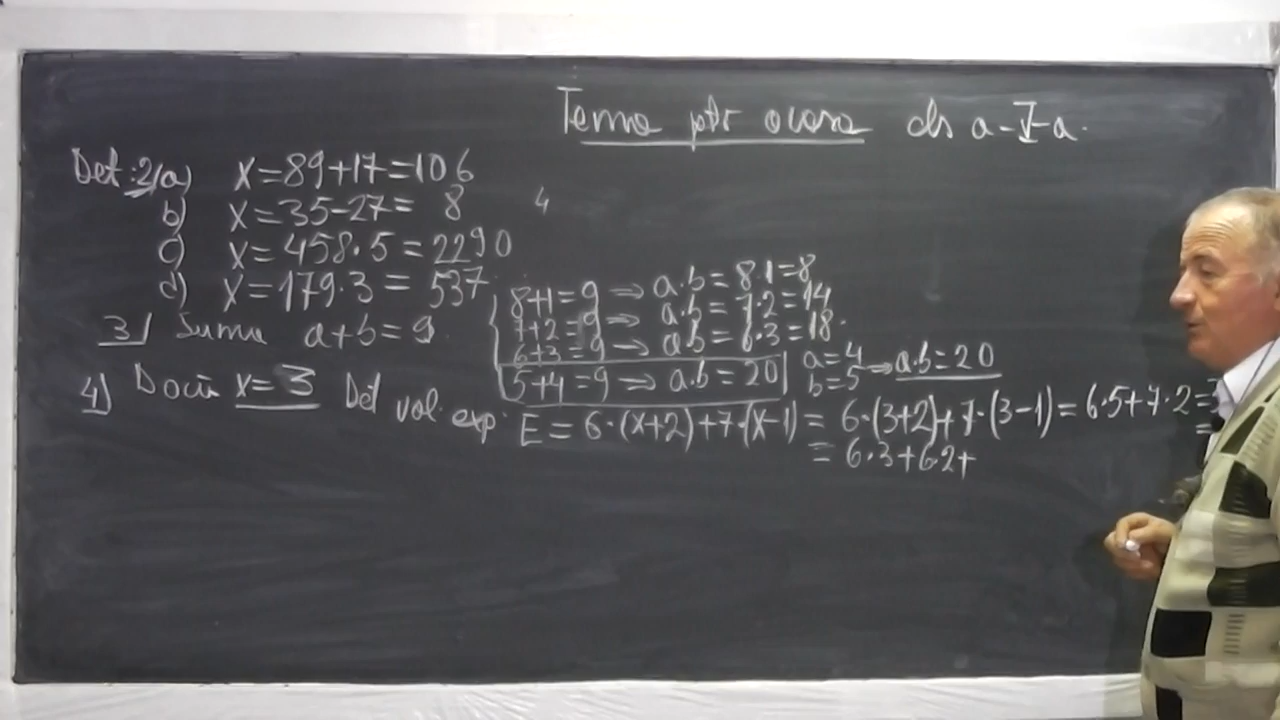 Tema ptr acasa cls a-V-a.
Det: 2/a) x=89+17=106
b) x=35-27= 8
4
c) x=458·5=2290
d) x=179·3= 537
8+1=9 ⇒ a·b=8·1=8
7+2=9 ⇒ a·b=7·2=14
3/ Suma a+b=9
6+3=9 ⇒ a·b=6·3=18.
5+4=9 ⇒ a·b=20
a=4
b=5 ⇒ a·b=20
4) Dacă x=3 Det val. exp. E=6·(x+2)+7·(x-1)=6·(3+2)+7·(3-1)=6·5+7·2=
=6·3+6·2+